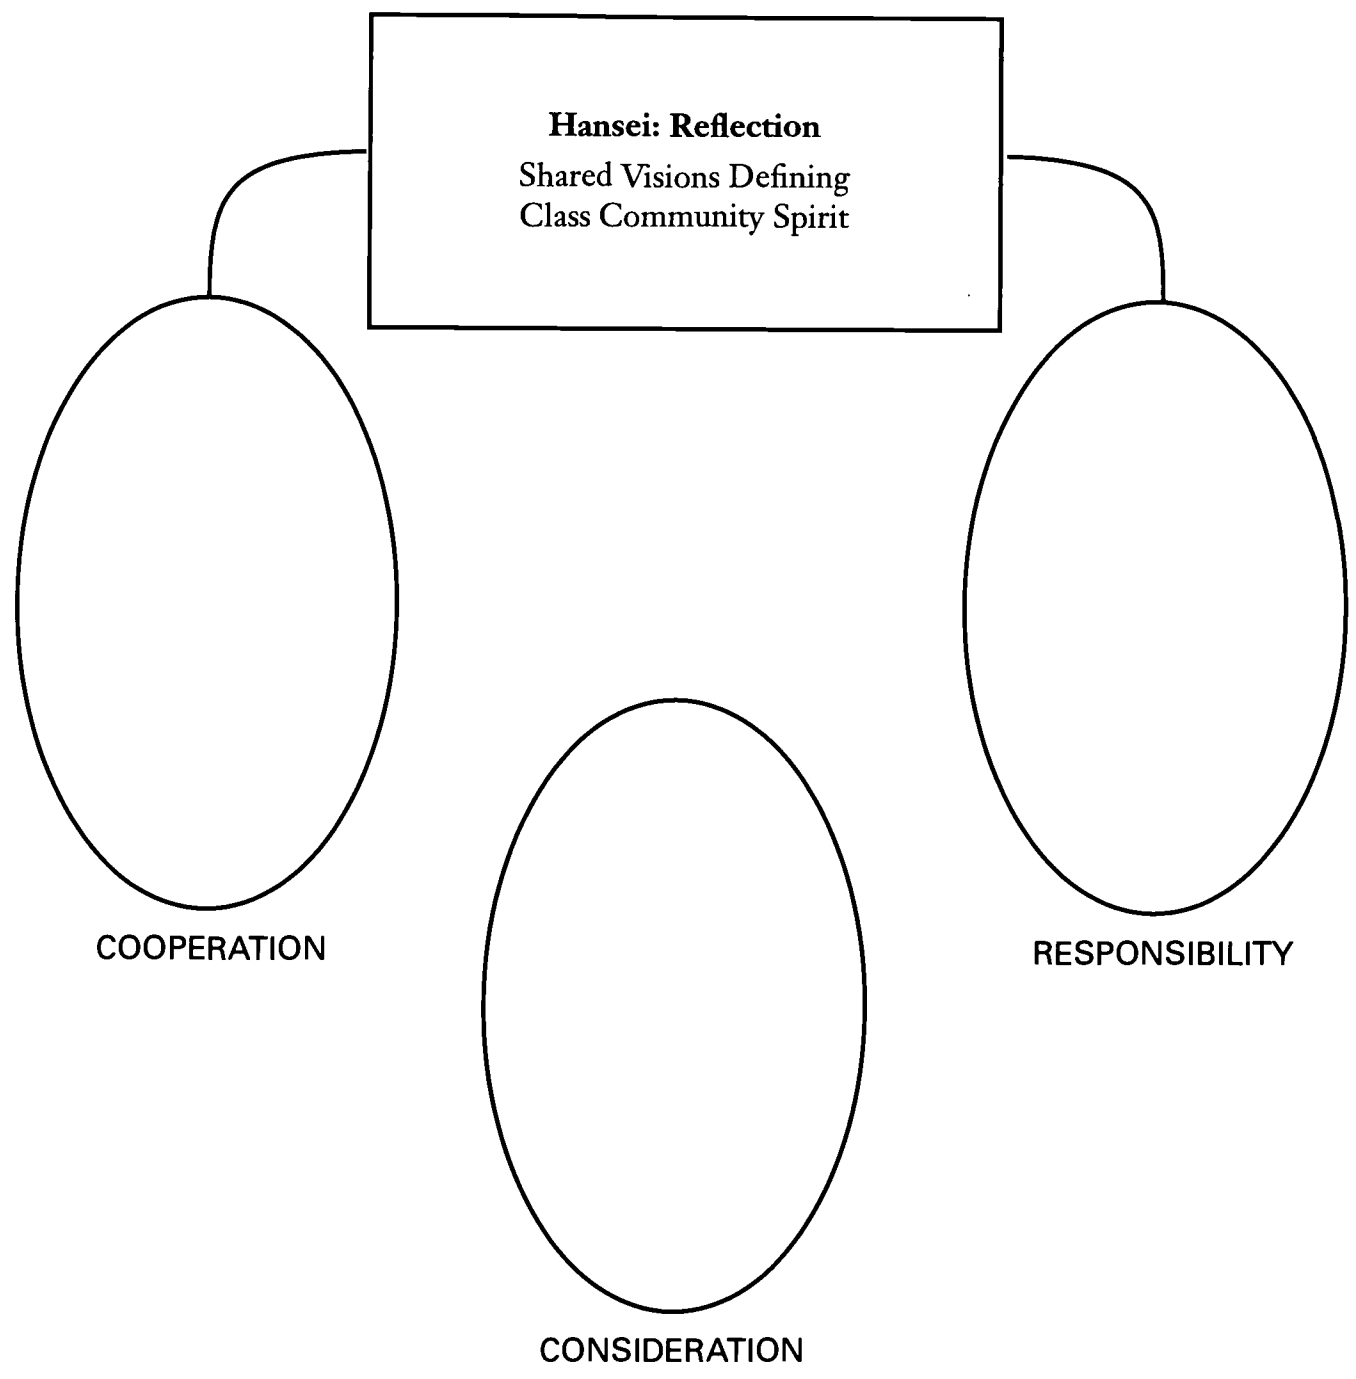 Hansei: Reflection
Shared Visions Defining
Class Community Spirit
COOPERATION
RESPONSIBILITY
CONSIDERATION